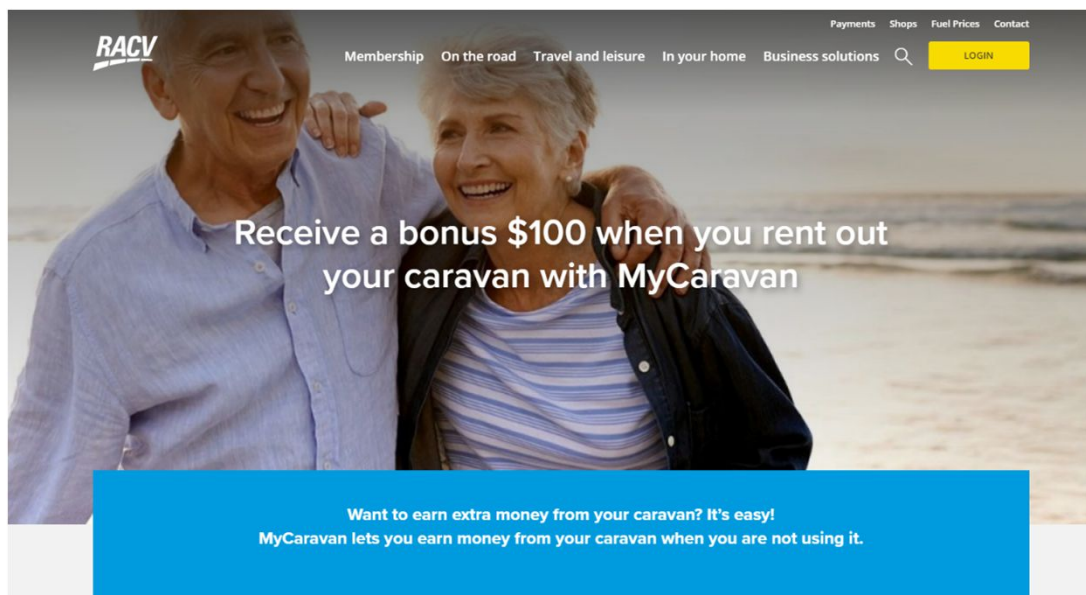 Payments Shops Fuel Prices Contact
RACV
Membership On the road Travel and leisure In your home Business solutions
LOGIN
Receive a bonus $100 when you rent out
your caravan with MyCaravan
Want to earn extra money from your caravan? It's easy!
MyCaravan lets you earn money from your caravan when you are not using it.